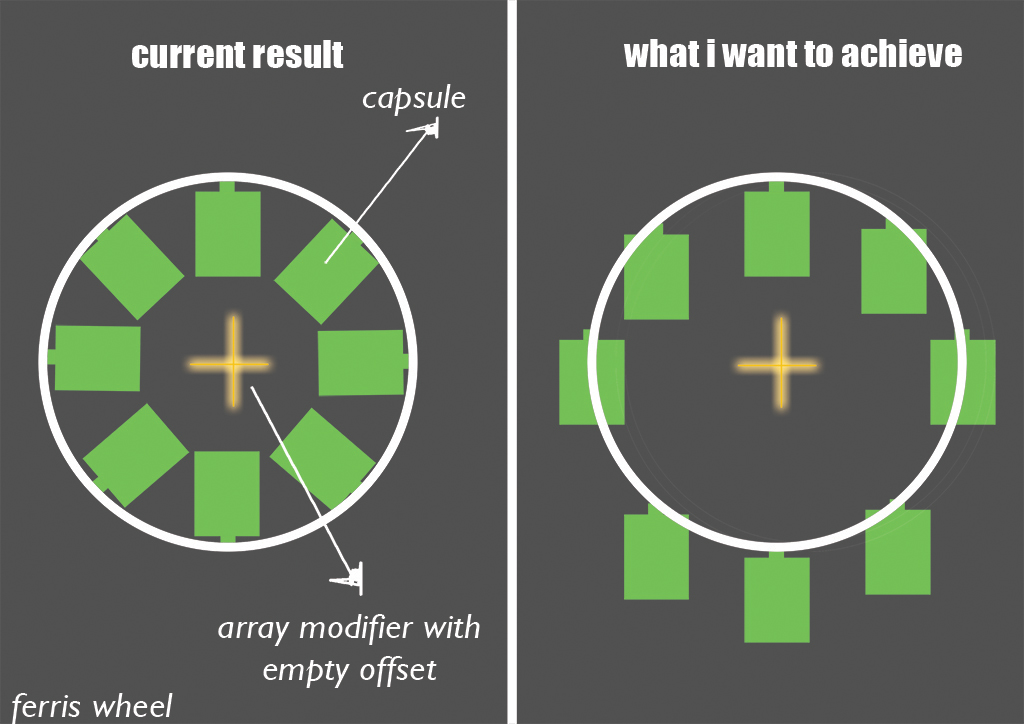 current result
what i want to achieve
capsule
array modifier with
empty offset
ferris wheel